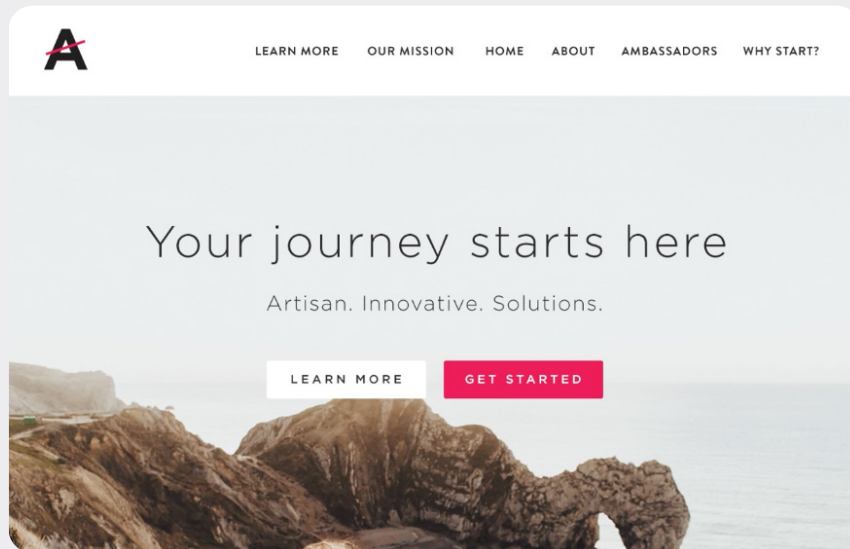 A
LEARN MORE OUR MISSION HOME ABOUT AMBASSADORS WHY START?
Your journey starts here
Artisan. Innovative. Solutions.
LEARN MORE GET STARTED